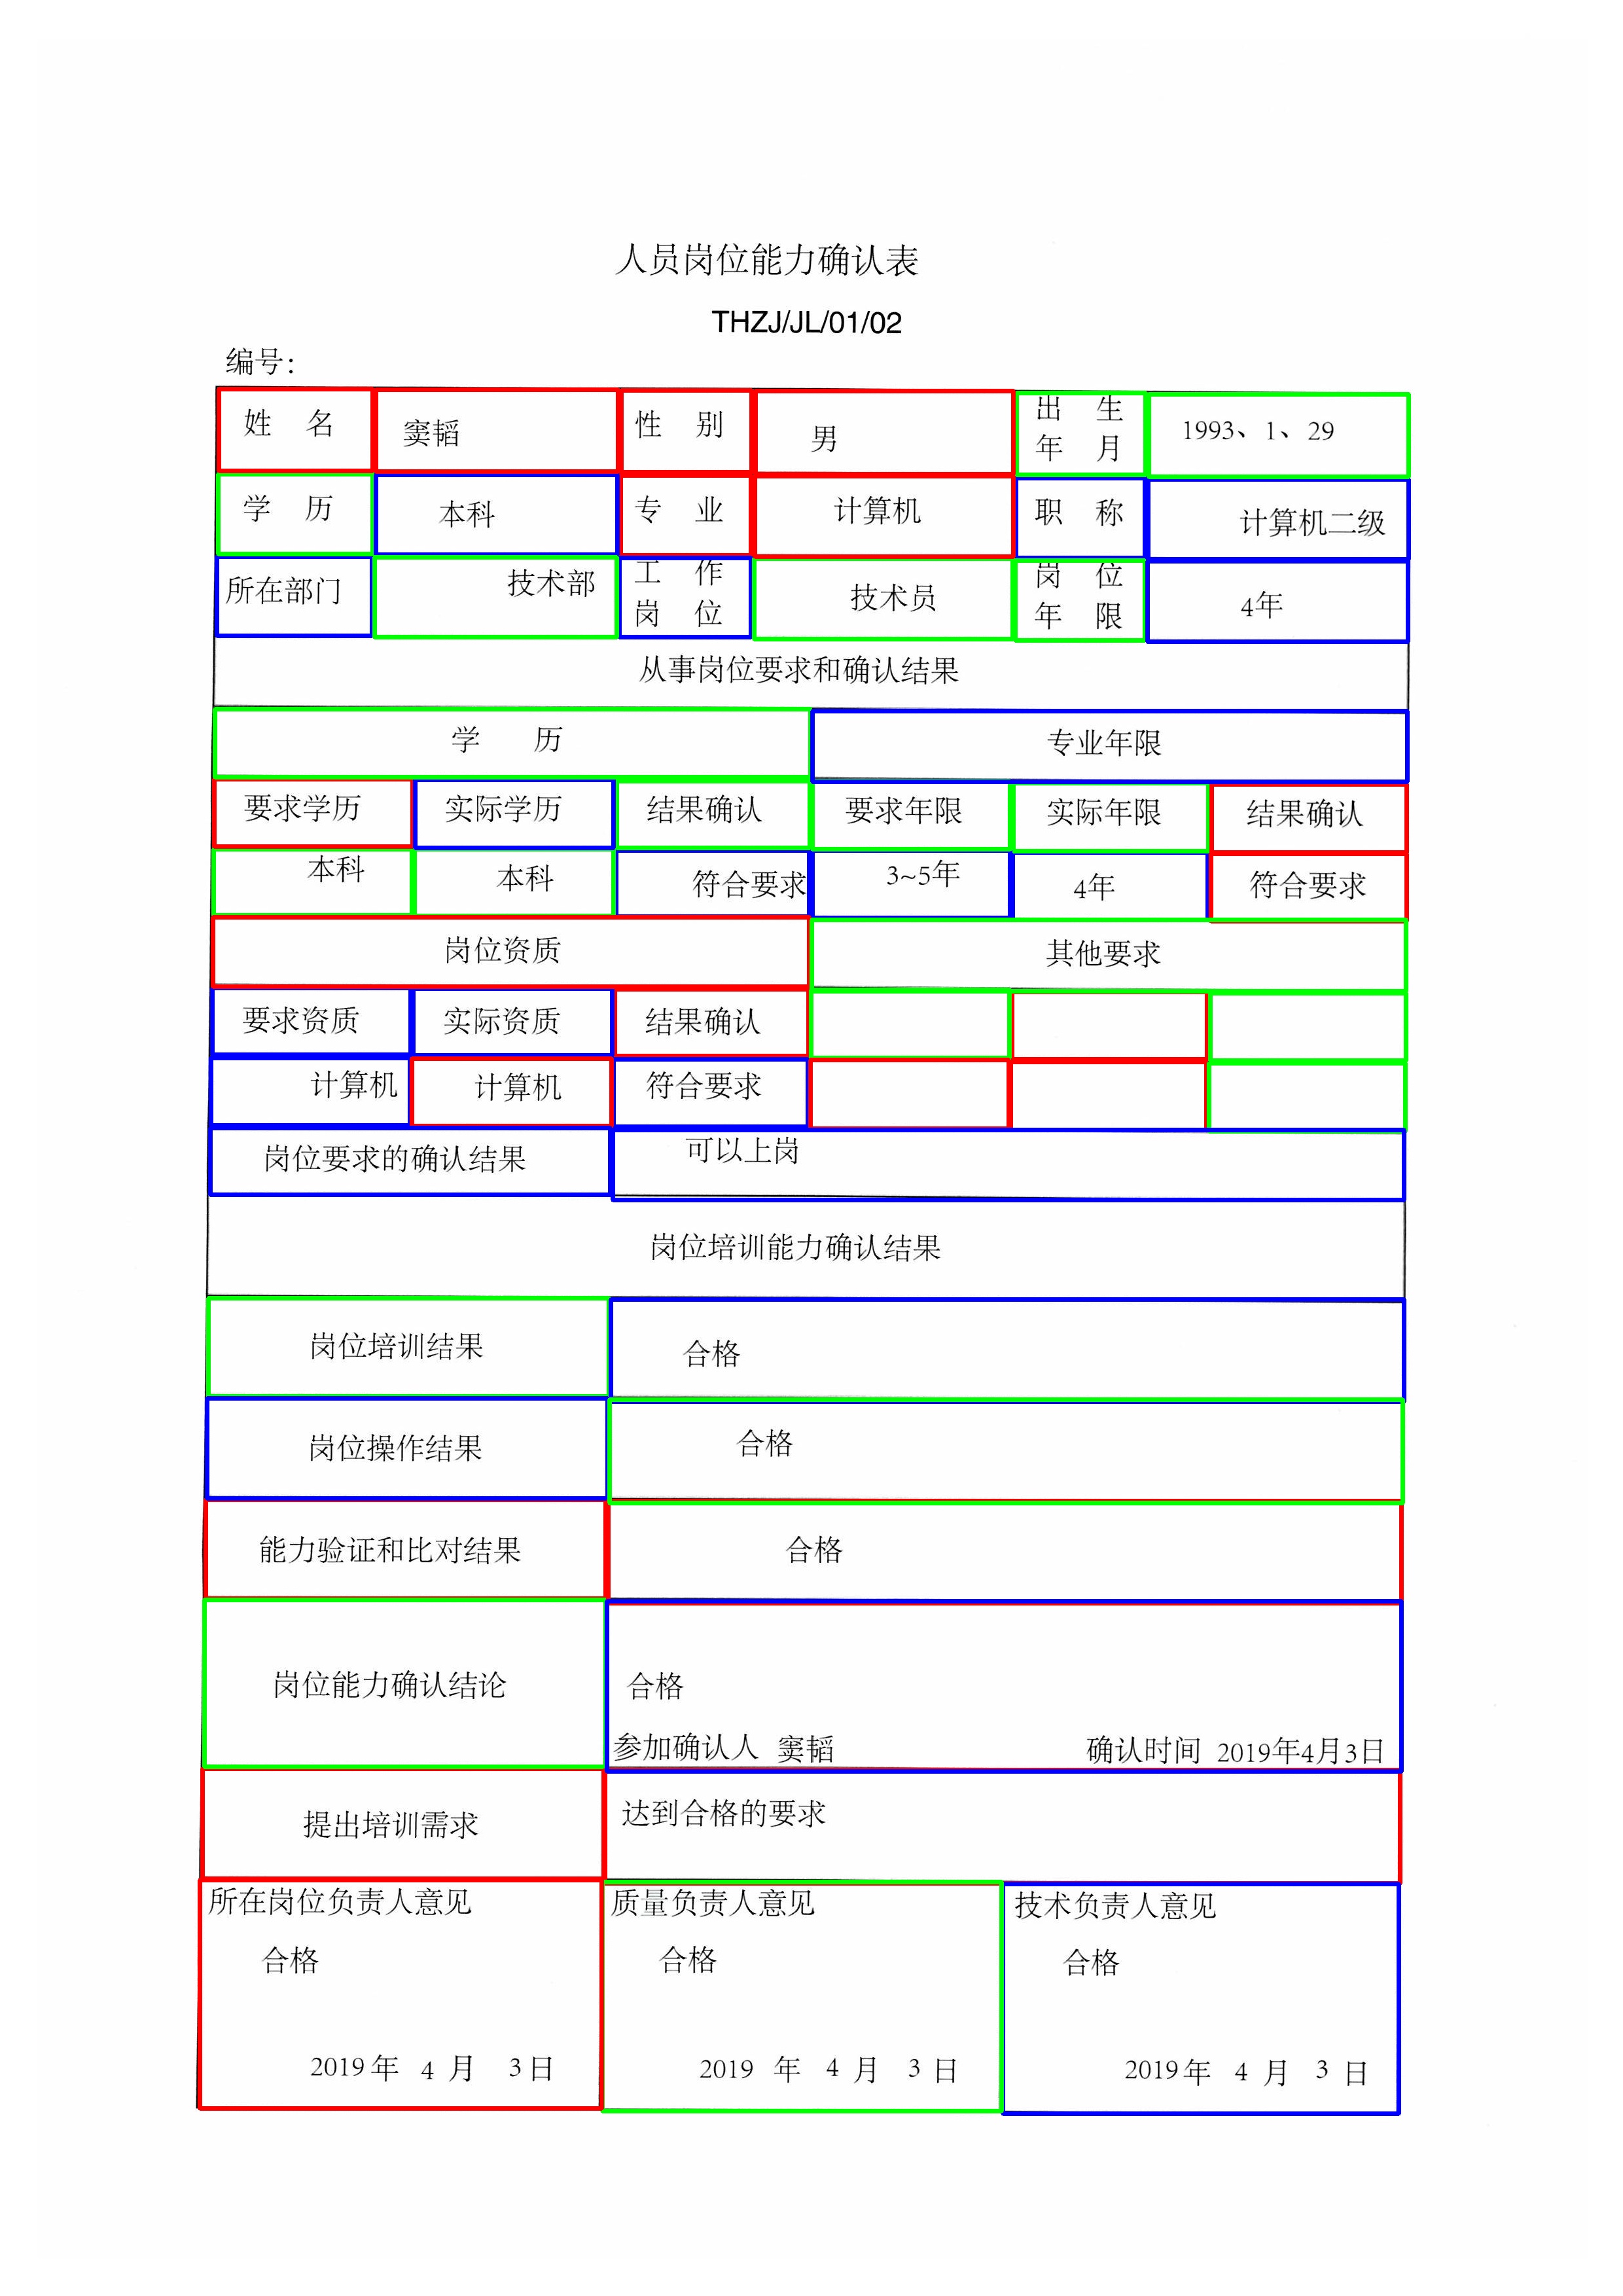 人员岗位能力确认表
THZJ/JL/01/02
编号：
姓 名 窦韬 性 别 男 出 生 年 月 1993、1、29
学 历 本科 专 业 计算机 职 称 计算机二级
所在部门 技术部 工 作 岗 位 技术员 岗 位 年 限 4年
从事岗位要求和确认结果
学 历 专业年限
要求学历 实际学历 结果确认 要求年限 实际年限 结果确认
本科 本科 符合要求 3~5年 4年 符合要求
岗位资质 其他要求
要求资质 实际资质 结果确认
计算机 计算机 符合要求
岗位要求的确认结果 可以上岗
岗位培训能力确认结果
岗位培训结果 合格
岗位操作结果 合格
能力验证和比对结果 合格
岗位能力确认结论 合格
参加确认人 窦韬 确认时间 2019年4月3日
提出培训需求 达到合格的要求
所在岗位负责人意见 质量负责人意见 技术负责人意见
合格 合格 合格
2019年 4 月 3日 2019 年 4 月 3 日 2019年 4 月 3 日